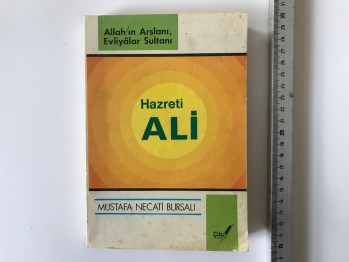 Allah'ın Arslanı,
Evliyâlar Sultanı
Hazreti
ALİ
MUSTAFA NECATİ BURSALI